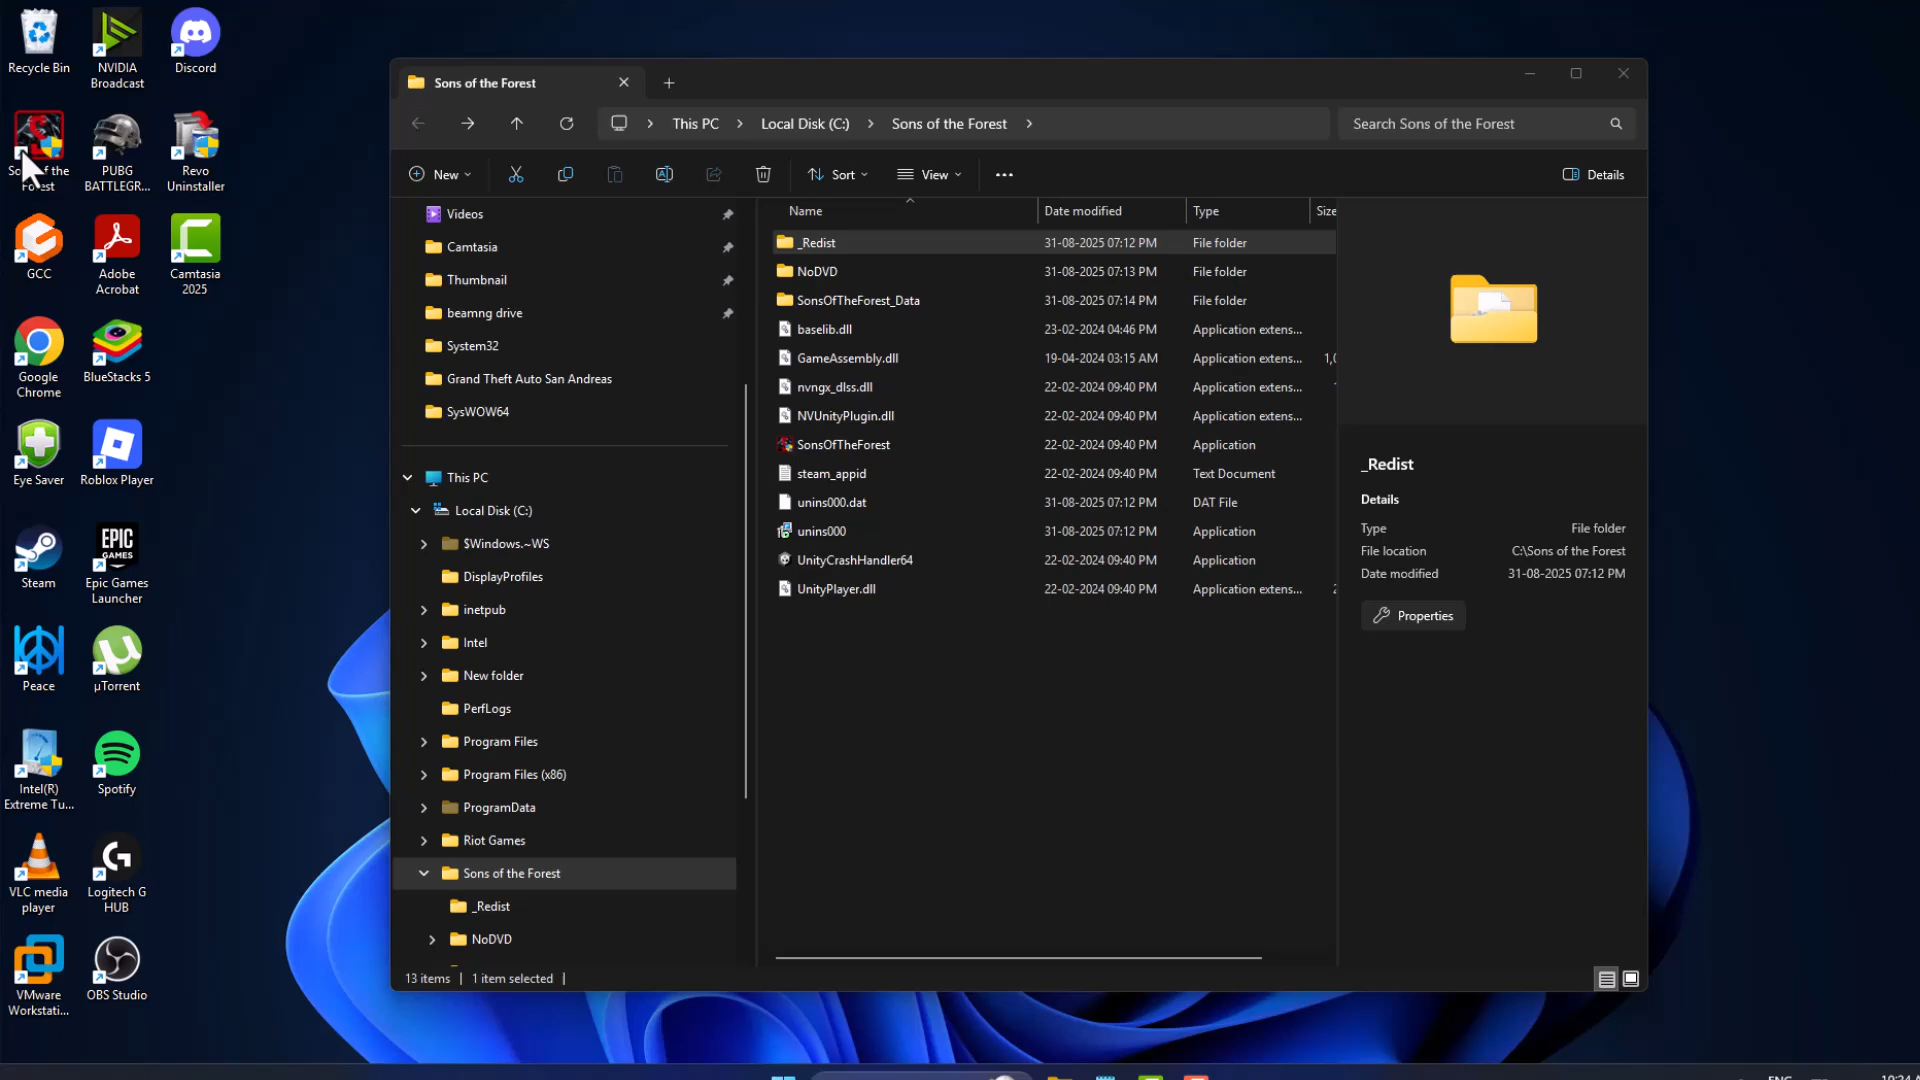 Recycle Bin
NVIDIA
Broadcast
Discord
Forest
PUBG
BATTLEGR...
Revo
Uninstaller
GCC
Adobe
Acrobat
Camtasia
2025
Google
Chrome
BlueStacks 5
Eye Saver
Roblox Player
Steam
EPIC
GAMES
Epic Games
Launcher
Peace
µTorrent
Intel(R)
Extreme Tu...
Spotify
VLC media
player
Logitech G
HUB
VMware
Workstati...
OBS Studio
Sons of the Forest
This PC
Local Disk (C:)
Sons of the Forest
Search Sons of the Forest
New
Sort
View
Details
Videos
Camtasia
Thumbnail
beamng drive
System32
Grand Theft Auto San Andreas
SysWOW64
This PC
Local Disk (C:)
$Windows.~WS
DisplayProfiles
inetpub
Intel
New folder
PerfLogs
Program Files
Program Files (x86)
ProgramData
Riot Games
Sons of the Forest
_Redist
NoDVD
Name Date modified Type Size
_Redist 31-08-2025 07:12 PM File folder
NoDVD 31-08-2025 07:13 PM File folder
SonsOfTheForest_Data 31-08-2025 07:14 PM File folder
baselib.dll 23-02-2024 04:46 PM Application extens...
GameAssembly.dll 19-04-2024 03:15 AM Application extens... 1,0
nvngx_dlss.dll 22-02-2024 09:40 PM Application extens...
NVUnityPlugin.dll 22-02-2024 09:40 PM Application extens...
SonsOfTheForest 22-02-2024 09:40 PM Application
steam_appid 22-02-2024 09:40 PM Text Document
unins000.dat 31-08-2025 07:12 PM DAT File
unins000 31-08-2025 07:12 PM Application
UnityCrashHandler64 22-02-2024 09:40 PM Application
UnityPlayer.dll 22-02-2024 09:40 PM Application extens... 2
_Redist
Details
Type File folder
File location C:\Sons of the Forest
Date modified 31-08-2025 07:12 PM
Properties
13 items
1 item selected